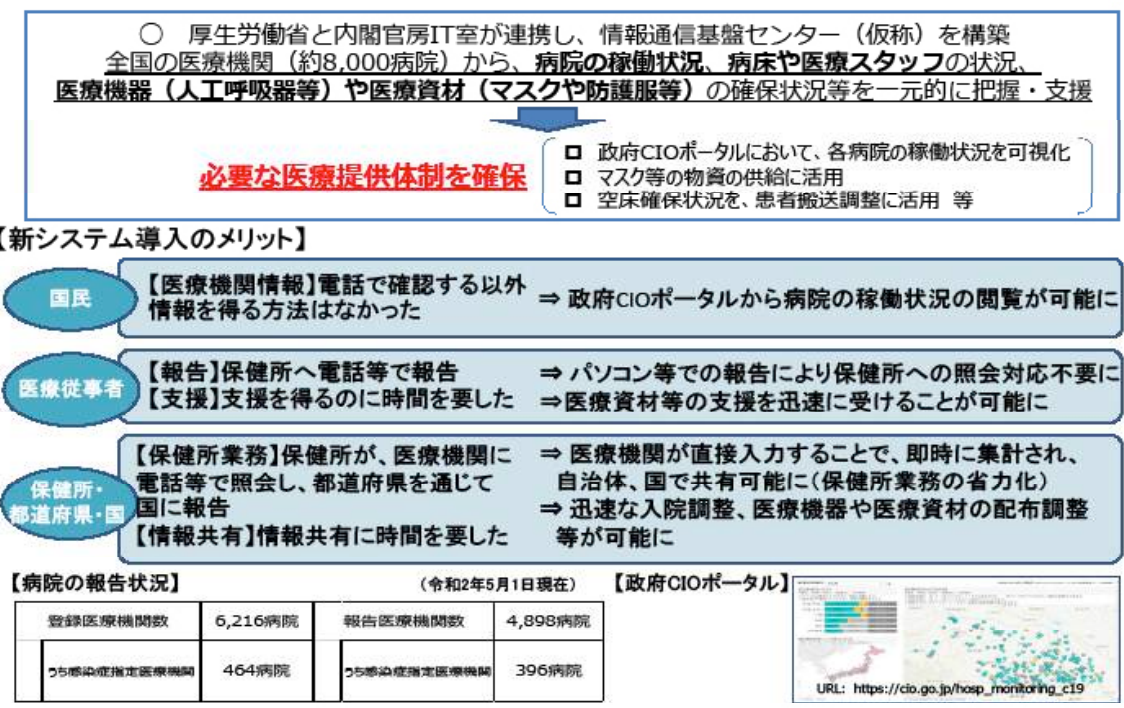 ○ 厚生労働省と内閣官房IT室が連携し、情報通信基盤センター（仮称）を構築
全国の医療機関（約8,000病院）から、病院の稼働状況、病床や医療スタッフの状況、
医療機器（人工呼吸器等）や医療資材（マスクや防護服等）の確保状況等を一元的に把握・支援
必要な医療提供体制を確保
政府CIOポータルにおいて、各病院の稼働状況を可視化
マスク等の物資の供給に活用
空床確保状況を、患者搬送調整に活用 等
【新システム導入のメリット】
国民
【医療機関情報】電話で確認する以外
情報を得る方法はなかった
⇒ 政府CIOポータルから病院の稼働状況の閲覧が可能に
医療従事者
【報告】保健所へ電話等で報告
【支援】支援を得るのに時間を要した
⇒ パソコン等での報告により保健所への照会対応不要に
⇒医療資材等の支援を迅速に受けることが可能に
保健所・
都道府県・国
【保健所業務】保健所が、医療機関に
電話等で照会し、都道府県を通じて
国に報告
【情報共有】情報共有に時間を要した
⇒ 医療機関が直接入力することで、即時に集計され、
自治体、国で共有可能に（保健所業務の省力化）
⇒ 迅速な入院調整、医療機器や医療資材の配布調整
等が可能に
【病院の報告状況】
（令和2年5月1日現在）
登録医療機関数 6,216病院 報告医療機関数 4,898病院
うち感染症指定医療機関 464病院 うち感染症指定医療機関 396病院
【政府CIOポータル】
URL: https://cio.go.jp/hosp_monitoring_c19